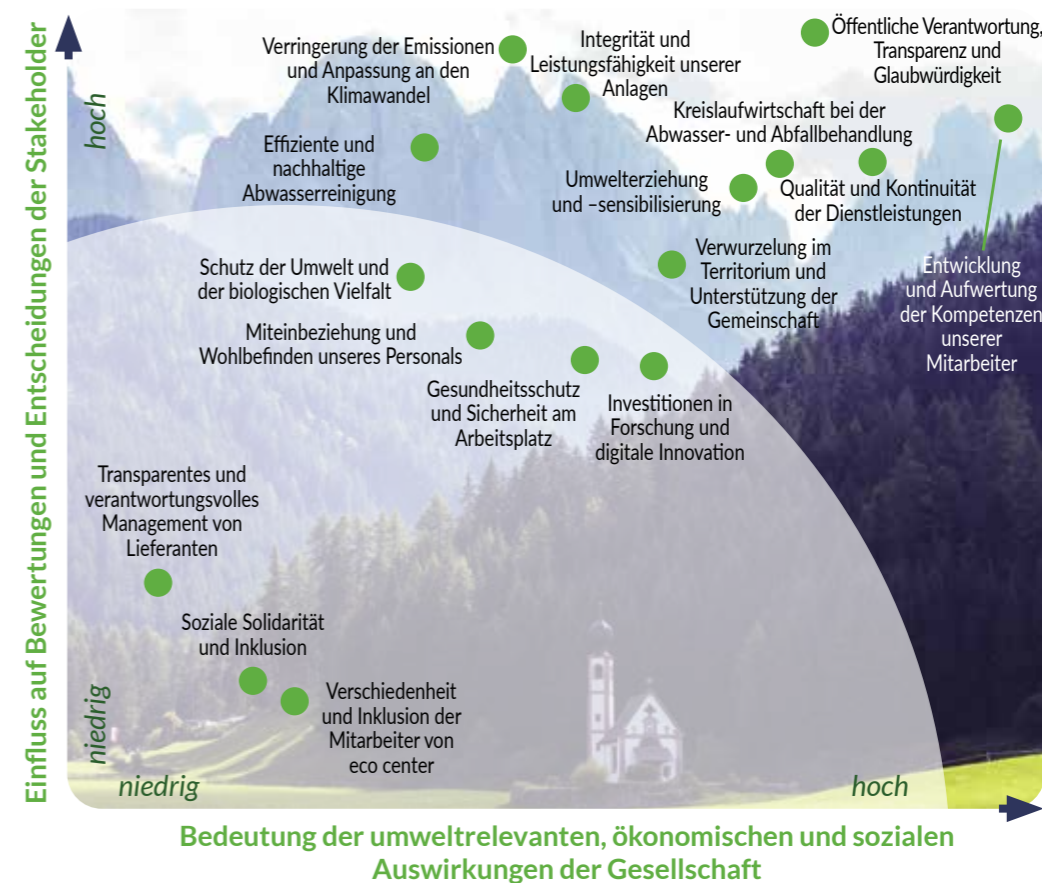 Einfluss auf Bewertungen und Entscheidungen der Stakeholder
hoch
niedrig
Verringerung der Emissionen
und Anpassung an den
Klimawandel
Integrität und
Leistungsfähigkeit unserer
Anlagen
Öffentliche Verantwortung,
Transparenz und
Glaubwürdigkeit
Kreislaufwirtschaft bei der
Abwasser- und Abfallbehandlung
Effiziente und
nachhaltige
Abwasserreinigung
Umwelterziehung
und –sensibilisierung
Qualität und Kontinuität
der Dienstleistungen
Verwurzelung im
Territorium und
Unterstützung der
Gemeinschaft
Entwicklung
und Aufwertung
der Kompetenzen
unserer
Mitarbeiter
Schutz der Umwelt und
der biologischen Vielfalt
Miteinbeziehung und
Wohlbefinden unseres Personals
Gesundheitsschutz
und Sicherheit am
Arbeitsplatz
Investitionen in
Forschung und
digitale Innovation
Transparentes und
verantwortungsvolles
Management von
Lieferanten
Soziale Solidarität
und Inklusion
Verschiedenheit
und Inklusion der
Mitarbeiter von
eco center
niedrig
hoch
Bedeutung der umweltrelevanten, ökonomischen und sozialen
Auswirkungen der Gesellschaft